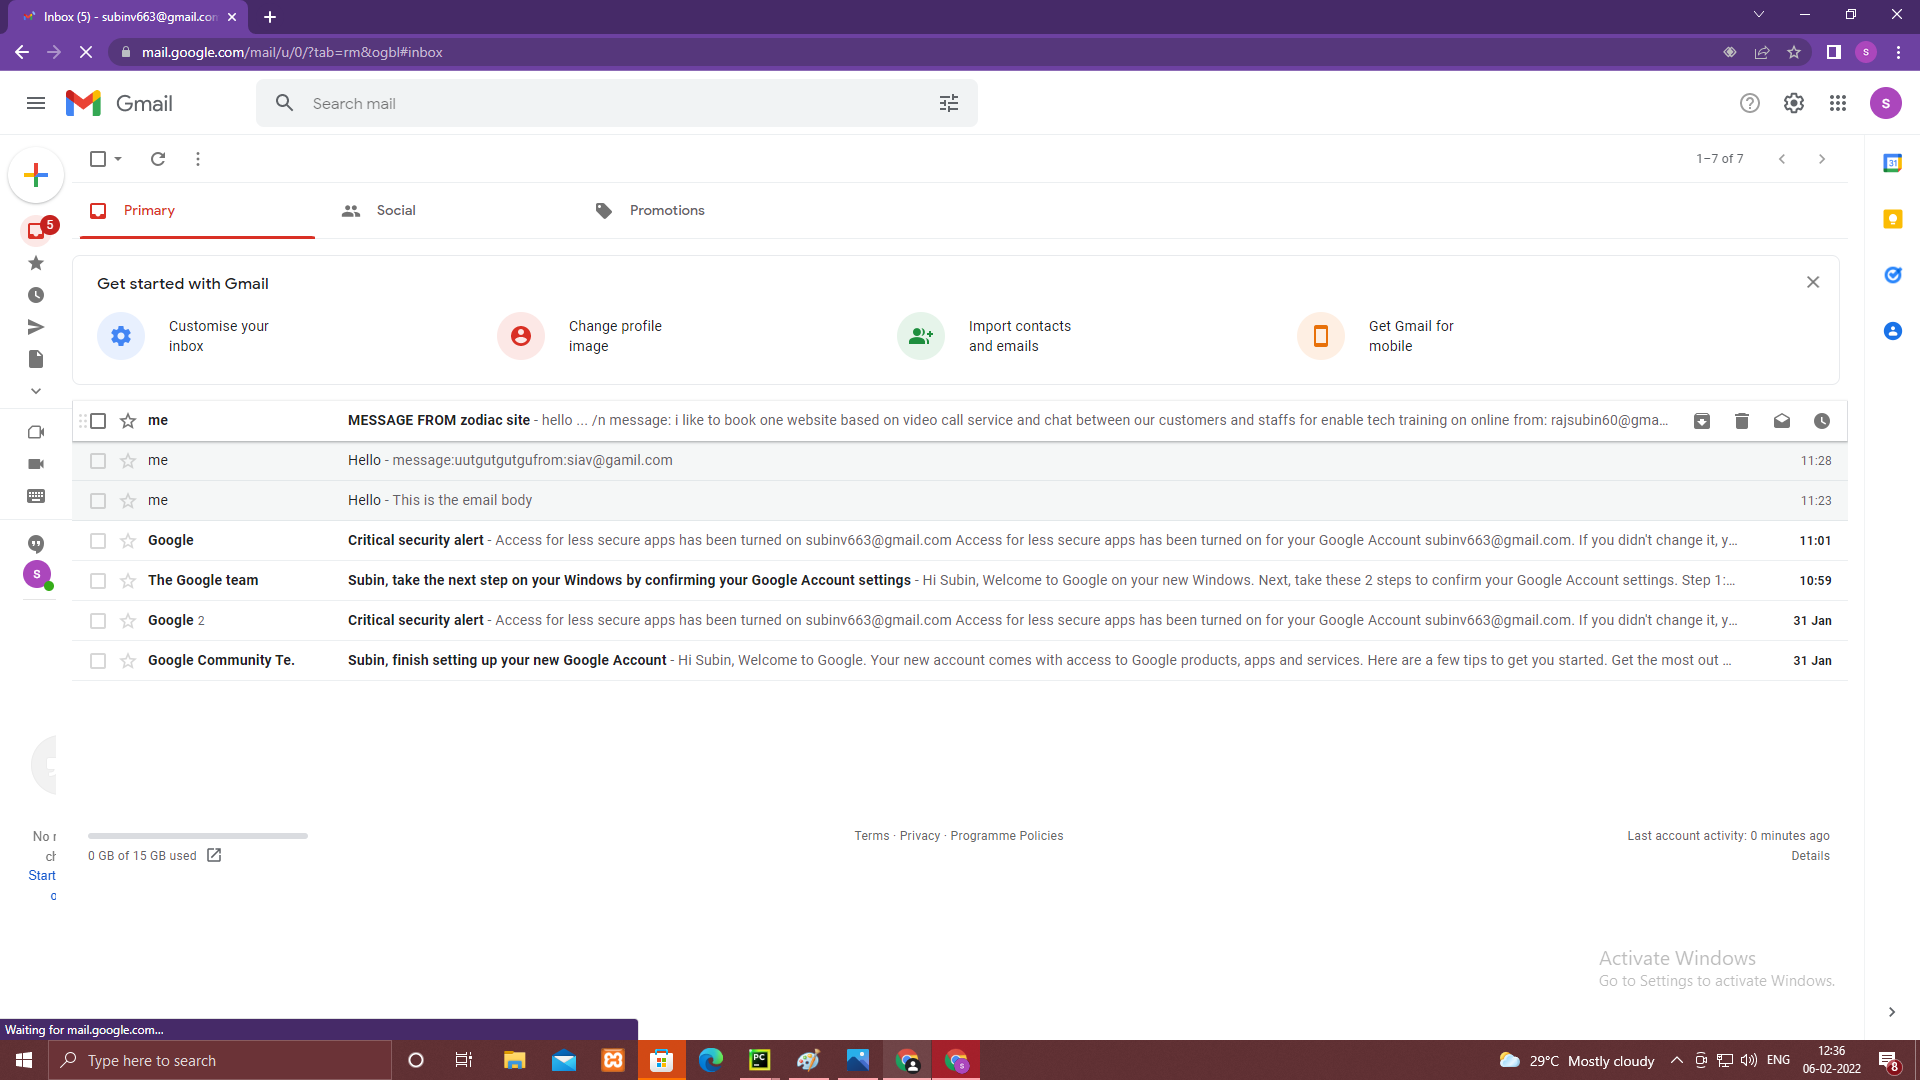 Inbox (5) - subinv663@gmail.con
mail.google.com/mail/u/0/?tab=rm&ogbl#inbox
S
Gmail
Search mail
S
1–7 of 7
31
5
Primary
Social
Promotions
Get started with Gmail
Customise your
inbox
Change profile
image
Import contacts
and emails
Get Gmail for
mobile
me MESSAGE FROM zodiac site - hello ... /n message: i like to book one website based on video call service and chat between our customers and staffs for enable tech training on online from: rajsubin60@gma...
me Hello - message:uutgutgutgufrom:siav@gamil.com 11:28
me Hello - This is the email body 11:23
Google Critical security alert - Access for less secure apps has been turned on subinv663@gmail.com Access for less secure apps has been turned on for your Google Account subinv663@gmail.com. If you didn't change it, y... 11:01
S
The Google team Subin, take the next step on your Windows by confirming your Google Account settings - Hi Subin, Welcome to Google on your new Windows. Next, take these 2 steps to confirm your Google Account settings. Step 1:... 10:59
Google 2 Critical security alert - Access for less secure apps has been turned on subinv663@gmail.com Access for less secure apps has been turned on for your Google Account subinv663@gmail.com. If you didn't change it, y... 31 Jan
Google Community Te. Subin, finish setting up your new Google Account - Hi Subin, Welcome to Google. Your new account comes with access to Google products, apps and services. Here are a few tips to get you started. Get the most out ... 31 Jan
No
Start
0 GB of 15 GB used
Terms · Privacy · Programme Policies
Last account activity: 0 minutes ago
Details
Activate Windows
Go to Settings to activate Windows.
Waiting for mail.google.com...
Type here to search
PC
S
29°C Mostly cloudy
ENG
12:36
06-02-2022
8